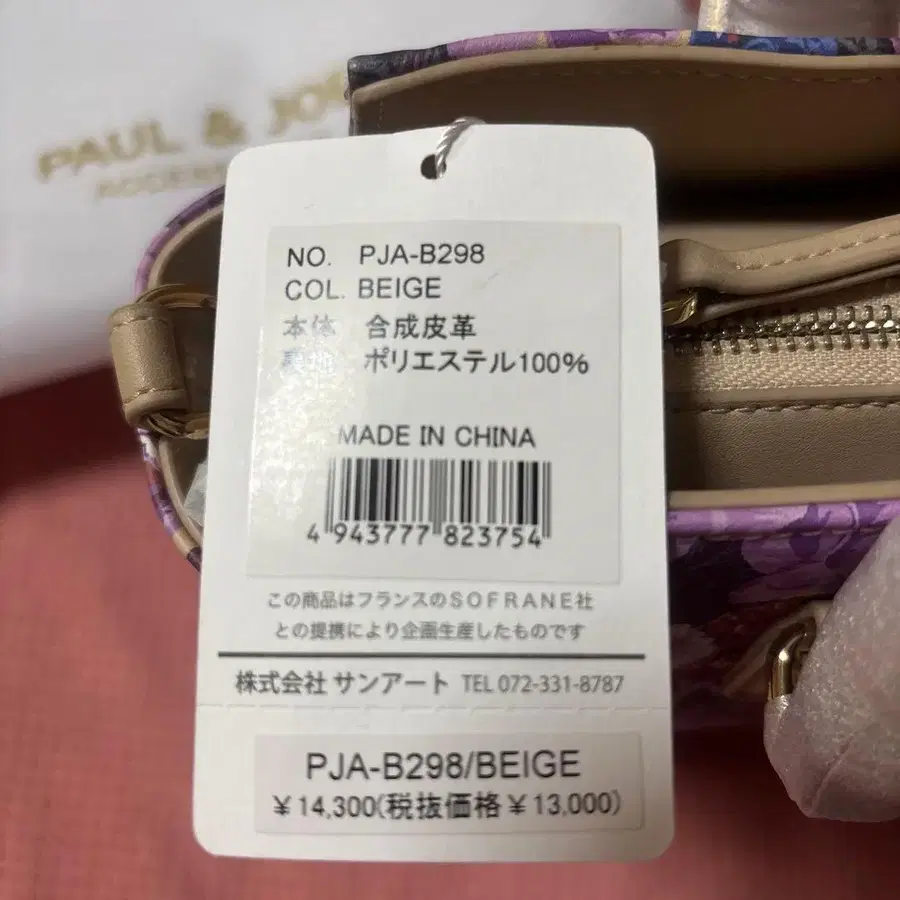 PAUL & JOE
NO. PJA-B298
COL. BEIGE
本体 合成皮革
裏地 ポリエステル100%
MADE IN CHINA
4 943777 823754
この商品はフランスのSOFRANE社
との提携により企画生産したものです
株式会社 サンアート TEL 072-331-8787
PJA-B298/BEIGE
¥14,300(税抜価格¥13,000)